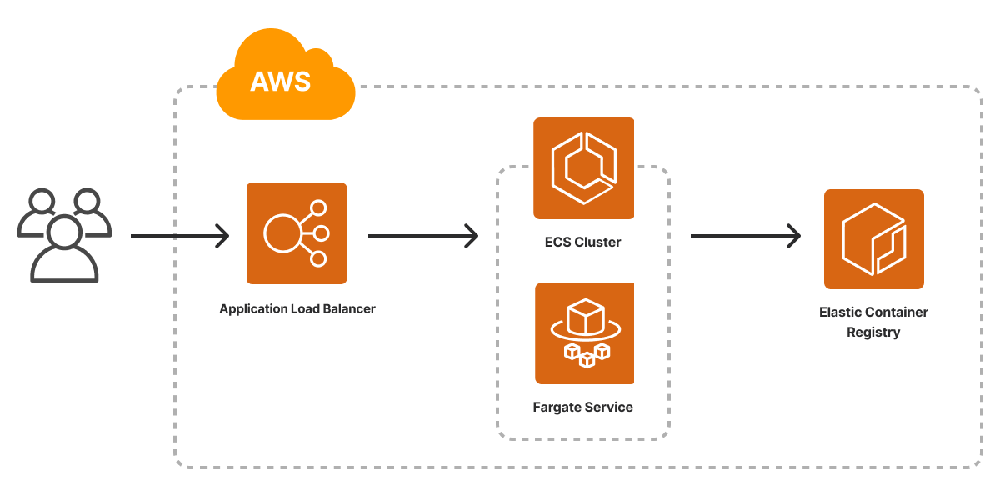 AWS
Application Load Balancer
ECS Cluster
Fargate Service
Elastic Container
Registry